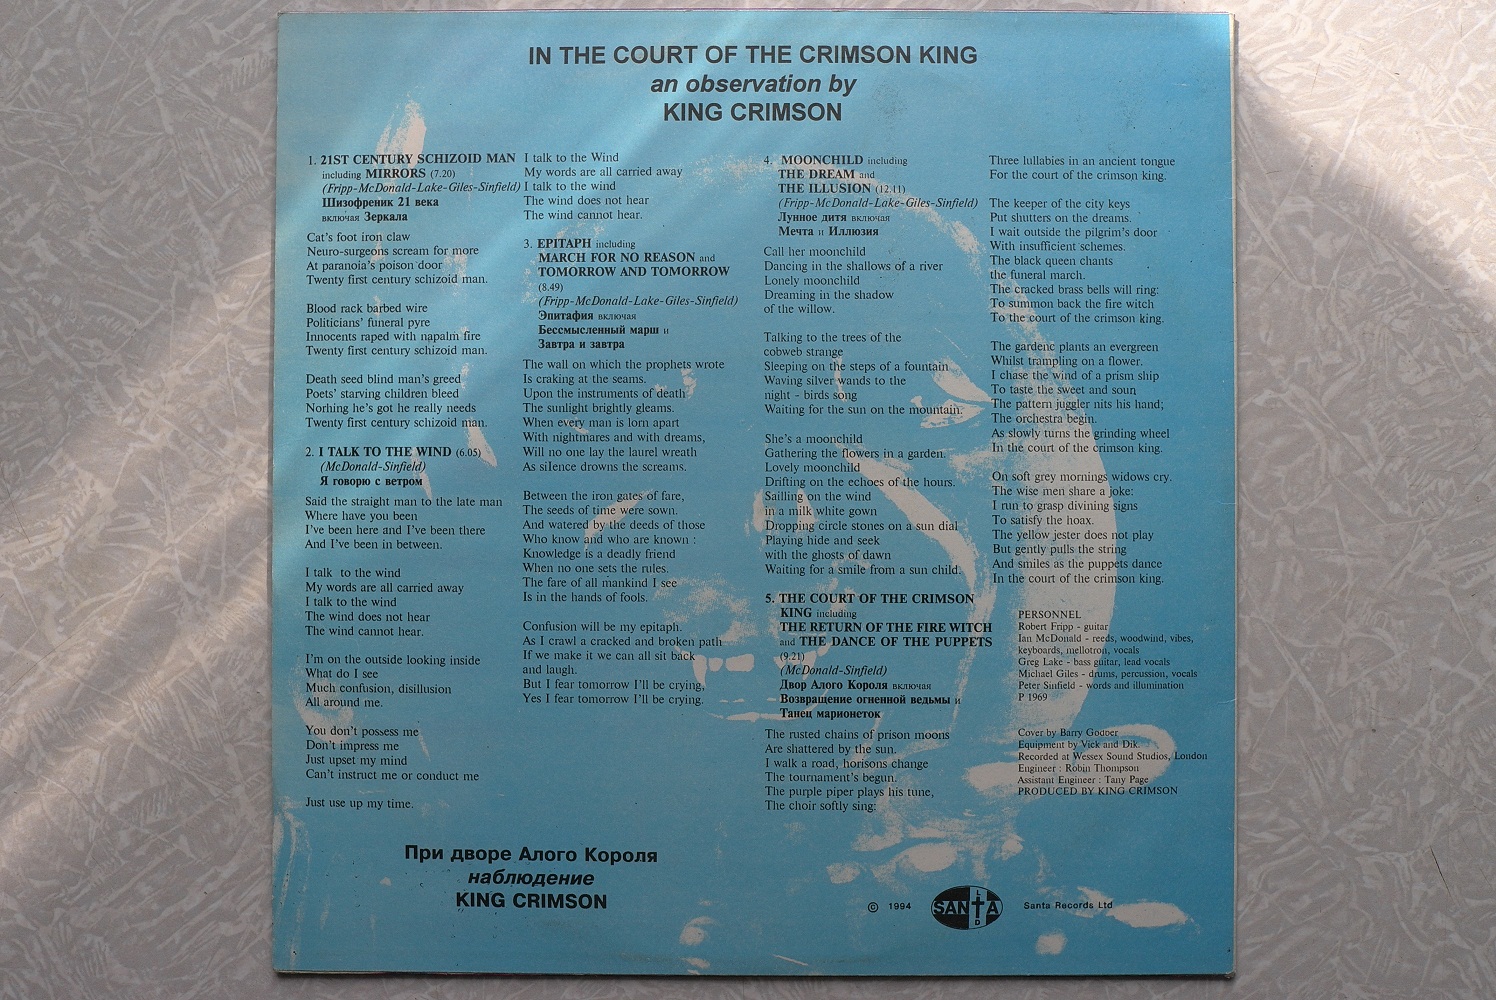 IN THE COURT OF THE CRIMSON KING
an observation by
KING CRIMSON
1. 21ST CENTURY SCHIZOID MAN
including MIRRORS (7.20)
(Fripp-McDonald-Lake-Giles-Sinfield)
Шизофреник 21 века
включая Зеркала
Cat's foot iron claw
Neuro-surgeons scream for more
At paranoia's poison door
Twenty first century schizoid man.
Blood rack barbed wire
Politicians' funeral pyre
Innocents raped with napalm fire
Twenty first century schizoid man.
Death seed blind man's greed
Poets' starving children bleed
Norhing he's got he really needs
Twenty first century schizoid man.
2. I TALK TO THE WIND (6.05)
(McDonald-Sinfield)
Я говорю с ветром
Said the straight man to the late man
Where have you been
I've been here and I've been there
And I've been in between.
I talk to the wind
My words are all carried away
I talk to the wind
The wind does not hear
The wind cannot hear.
I'm on the outside looking inside
What do I see
Much confusion, disillusion
All around me.
You don't possess me
Don't impress me
Just upset my mind
Can't instruct me or conduct me
Just use up my time.
I talk to the Wind
My words are all carried away
I talk to the wind
The wind does not hear
The wind cannot hear.
3. EPITAPH including
MARCH FOR NO REASON and
TOMORROW AND TOMORROW
(8.49)
(Fripp-McDonald-Lake-Giles-Sinfield)
Эпитафия включая
Бессмысленный марш и
Завтра и завтра
The wall on which the prophets wrote
Is craking at the seams.
Upon the instruments of death
The sunlight brightly gleams.
When every man is lorn apart
With nightmares and with dreams,
Will no one lay the laurel wreath
As silence drowns the screams.
Between the iron gates of fare,
The seeds of time were sown.
And watered by the deeds of those
Who know and who are known :
Knowledge is a deadly friend
When no one sets the rules.
The fare of all mankind I see
Is in the hands of fools.
Confusion will be my epitaph.
As I crawl a cracked and broken path
If we make it we can all sit back
and laugh.
But I fear tomorrow I'll be crying,
Yes I fear tomorrow I'll be crying.
4. MOONCHILD including
THE DREAM and
THE ILLUSION (12.11)
(Fripp-McDonald-Lake-Giles-Sinfield)
Лунное дитя включая
Мечта и Иллюзия
Call her moonchild
Dancing in the shallows of a river
Lonely moonchild
Dreaming in the shadow
of the willow.
Talking to the trees of the
cobweb strange
Sleeping on the steps of a fountain
Waving silver wands to the
night - birds song
Waiting for the sun on the mountain.
She's a moonchild
Gathering the flowers in a garden.
Lovely moonchild
Drifting on the echoes of the hours.
Sailling on the wind
in a milk white gown
Dropping circle stones on a sun dial
Playing hide and seek
with the ghosts of dawn
Waiting for a smile from a sun child.
5. THE COURT OF THE CRIMSON
KING including
THE RETURN OF THE FIRE WITCH
and THE DANCE OF THE PUPPETS
(9.21)
(McDonald-Sinfield)
Двор Алого Короля включая
Возвращение огненной ведьмы и
Танец марионеток
The rusted chains of prison moons
Are shattered by the sun.
I walk a road, horisons change
The tournament's begun.
The purple piper plays his tune,
The choir softly sing:
Three lullabies in an ancient tongue
For the court of the crimson king.
The keeper of the city keys
Put shutters on the dreams.
I wait outside the pilgrim's door
With insufficient schemes.
The black queen chants
the funeral march.
The cracked brass bells will ring:
To summon back the fire witch
To the court of the crimson king.
The gardenc plants an evergreen
Whilst trampling on a flower.
I chase the wind of a prism ship
To taste the sweet and soun
The pattern juggler nits his hand;
The orchestra begin.
As slowly turns the grinding wheel
In the court of the crimson king.
On soft grey mornings widows cry.
The wise men share a joke:
I run to grasp divining signs
To satisfy the hoax.
The yellow jester does not play
But gently pulls the string
And smiles as the puppets dance
In the court of the crimson king.
PERSONNEL
Robert Fripp - guitar
Ian McDonald - reeds, woodwind, vibes,
keyboards, mellotron, vocals
Greg Lake - bass guitar, lead vocals
Michael Giles - drums, percussion, vocals
Peter Sinfield - words and illumination
P 1969
Cover by Barry Godber
Equipment by Vick and Dik.
Recorded at Wessex Sound Studios, London
Engineer : Robin Thompson
Assistant Engineer : Tany Page
PRODUCED BY KING CRIMSON
При дворе Алого Короля
наблюдение
KING CRIMSON
© 1994 SANTA LTD Santa Records Ltd